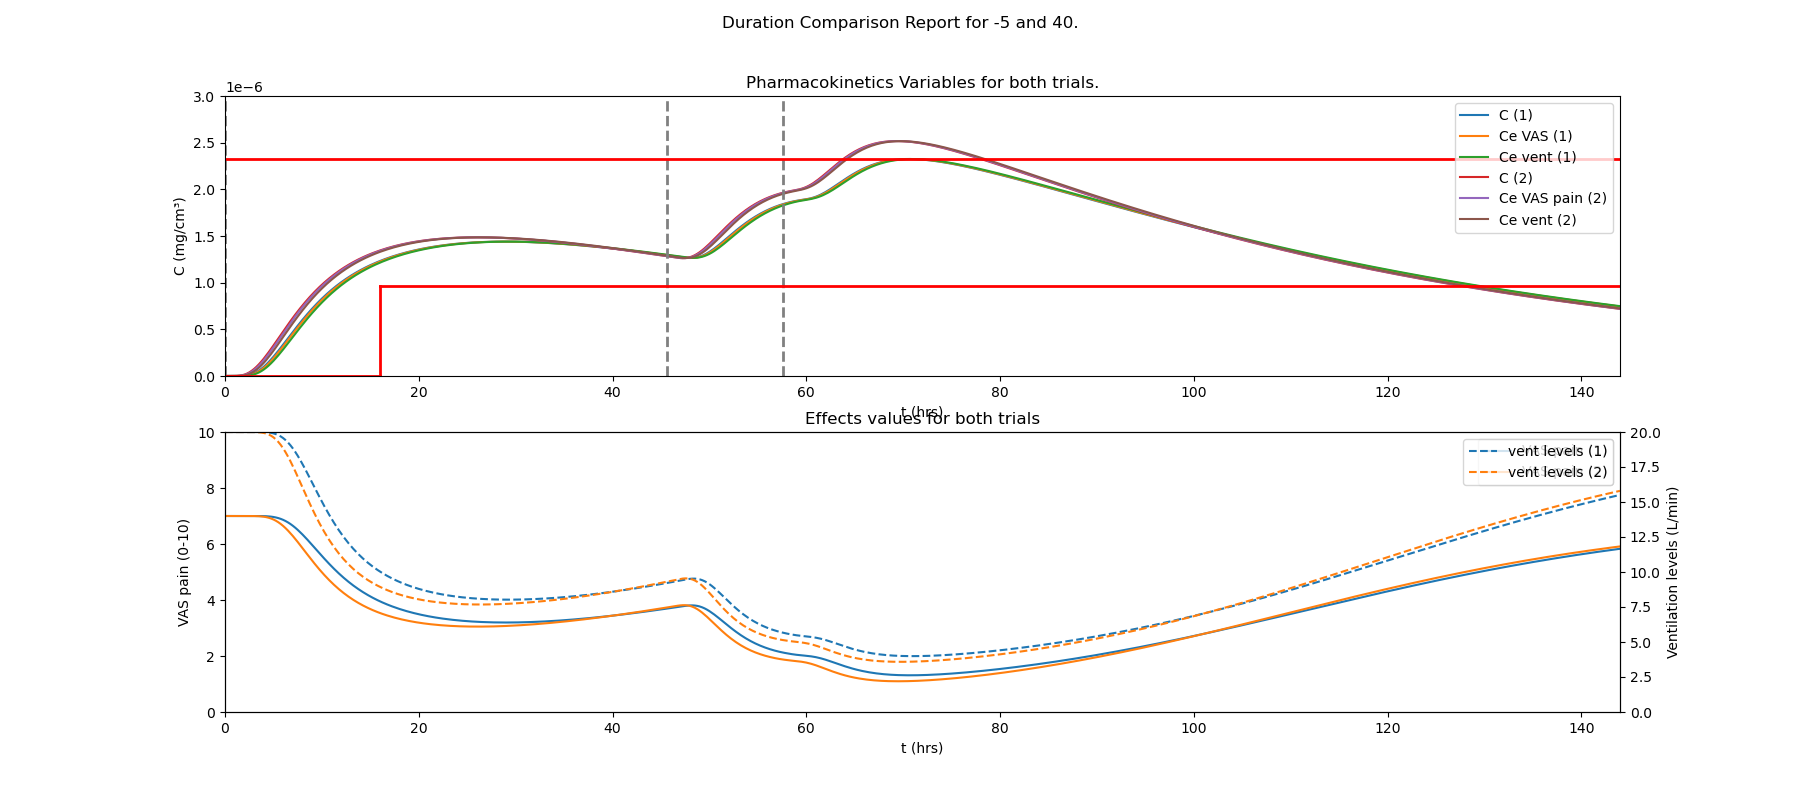 Duration Comparison Report for -5 and 40.
Pharmacokinetics Variables for both trials.
1e−6
3.0
2.5
2.0
1.5
1.0
0.5
0.0
C (mg/cm³)
C (1)
Ce VAS (1)
Ce vent (1)
C (2)
Ce VAS pain (2)
Ce vent (2)
0 20 40 60 80 100 120 140
t (hrs)
Effects values for both trials
10
8
6
4
2
0
VAS pain (0-10)
vent levels (1)
vent levels (2)
20.0
17.5
15.0
12.5
10.0
7.5
5.0
2.5
0.0
Ventilation levels (L/min)
0 20 40 60 80 100 120 140
t (hrs)